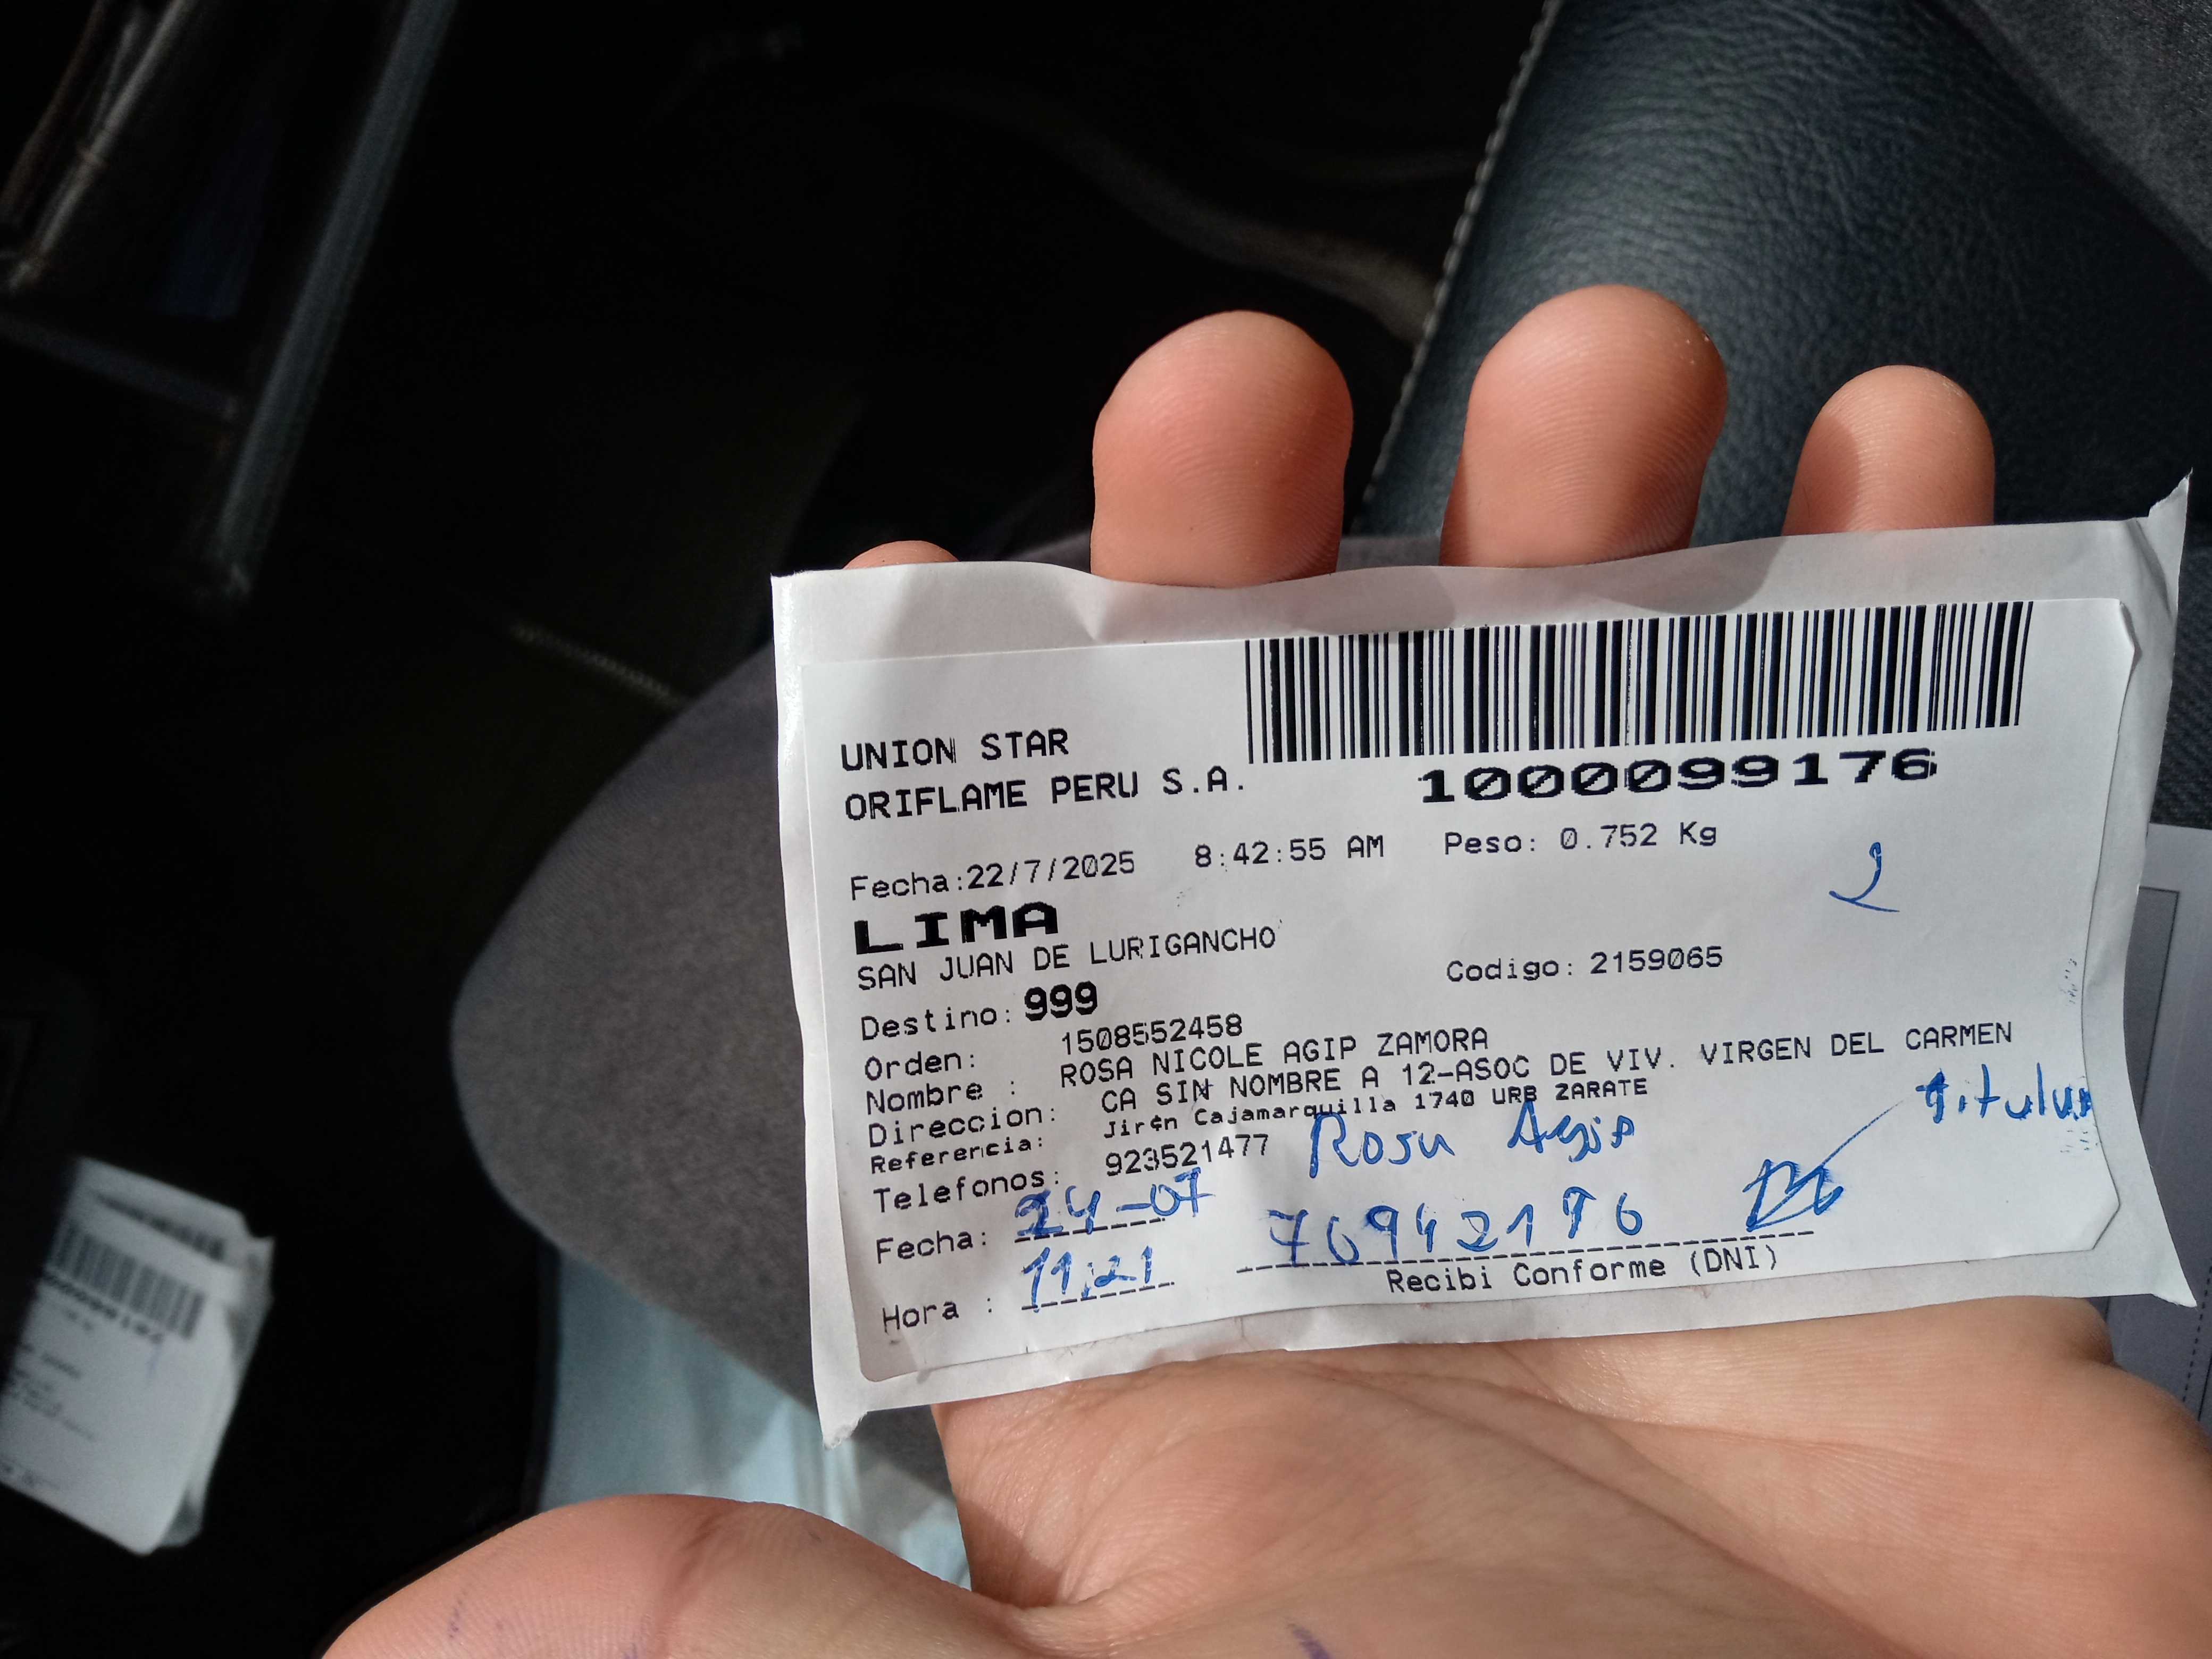 UNION STAR
ORIFLAME PERU S.A.
1000099176
Fecha:22/7/2025 8:42:55 AM Peso: 0.752 Kg
2
LIMA
SAN JUAN DE LURIGANCHO
Codigo: 2159065
Destino: 999
Orden: 1508552458
Nombre : ROSA NICOLE AGIP ZAMORA
Direccion: CA SIN NOMBRE A 12-ASOC DE VIV. VIRGEN DEL CARMEN
Referencia: Jir¢n Cajamarquilla 1740 URB ZARATE
Telefonos: 923521477
Rosa Agip
titular
Fecha: 24-07
76942176
Hora : 11:21
Recibi Conforme (DNI)